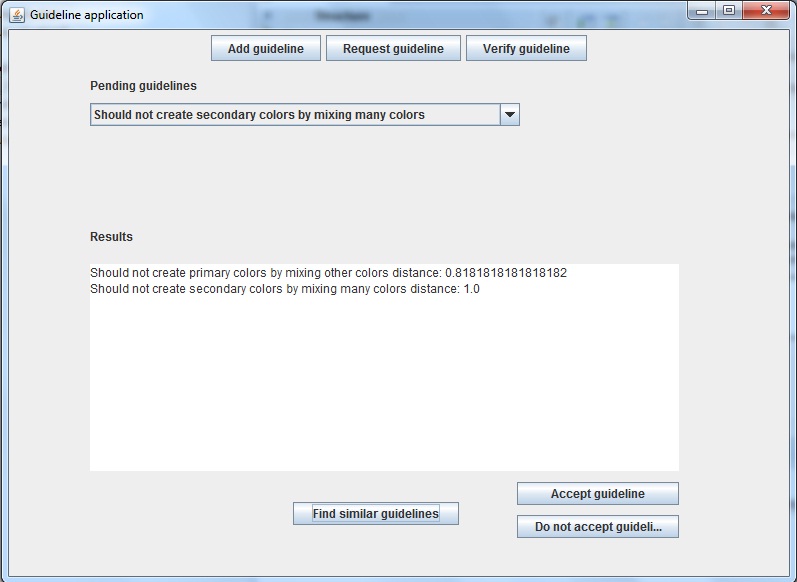 Guideline application
Add guideline
Request guideline
Verify guideline
Pending guidelines
Should not create secondary colors by mixing many colors
Results
Should not create primary colors by mixing other colors distance: 0.8181818181818182
Should not create secondary colors by mixing many colors distance: 1.0
Accept guideline
Find similar guidelines
Do not accept guideli...